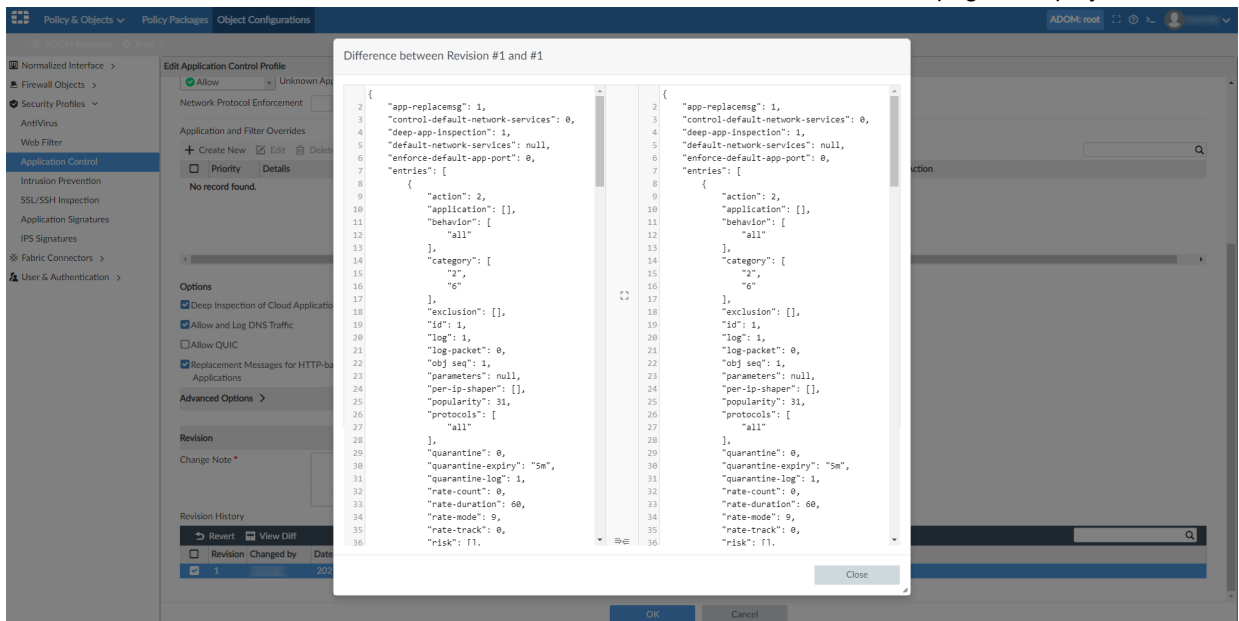 Policy & Objects
Policy Packages
Object Configurations
ADOM: root
Normalized Interface
Firewall Objects
Security Profiles
AntiVirus
Web Filter
Application Control
Intrusion Prevention
SSL/SSH Inspection
Application Signatures
IPS Signatures
Fabric Connectors
User & Authentication
Edit Application Control Profile
Allow
Unknown App
Network Protocol Enforcement
Application and Filter Overrides
Create New Edit Delete
Priority Details
ction
No record found.
Options
Deep Inspection of Cloud Applicatio
Allow and Log DNS Traffic
Allow QUIC
Replacement Messages for HTTP-ba
Applications
Advanced Options
Revision
Change Note *
Revision History
Revert View Diff
Revision Changed by Date
1 202
OK Cancel
Difference between Revision #1 and #1
{
2 "app-replacemsg": 1,
3 "control-default-network-services": 0,
4 "deep-app-inspection": 1,
5 "default-network-services": null,
6 "enforce-default-app-port": 0,
7 "entries": [
8 {
9 "action": 2,
10 "application": [],
11 "behavior": [
12 "all"
13 ],
14 "category": [
15 "2",
16 "6"
17 ],
18 "exclusion": [],
19 "id": 1,
20 "log": 1,
21 "log-packet": 0,
22 "obj seq": 1,
23 "parameters": null,
24 "per-ip-shaper": [],
25 "popularity": 31,
26 "protocols": [
27 "all"
28 ],
29 "quarantine": 0,
30 "quarantine-expiry": "5m",
31 "quarantine-log": 1,
32 "rate-count": 0,
33 "rate-duration": 60,
34 "rate-mode": 9,
35 "rate-track": 0,
36 "risk": [],
{
2 "app-replacemsg": 1,
3 "control-default-network-services": 0,
4 "deep-app-inspection": 1,
5 "default-network-services": null,
6 "enforce-default-app-port": 0,
7 "entries": [
8 {
9 "action": 2,
10 "application": [],
11 "behavior": [
12 "all"
13 ],
14 "category": [
15 "2",
16 "6"
17 ],
18 "exclusion": [],
19 "id": 1,
20 "log": 1,
21 "log-packet": 0,
22 "obj seq": 1,
23 "parameters": null,
24 "per-ip-shaper": [],
25 "popularity": 31,
26 "protocols": [
27 "all"
28 ],
29 "quarantine": 0,
30 "quarantine-expiry": "5m",
31 "quarantine-log": 1,
32 "rate-count": 0,
33 "rate-duration": 60,
34 "rate-mode": 9,
35 "rate-track": 0,
36 "risk": [],
Close